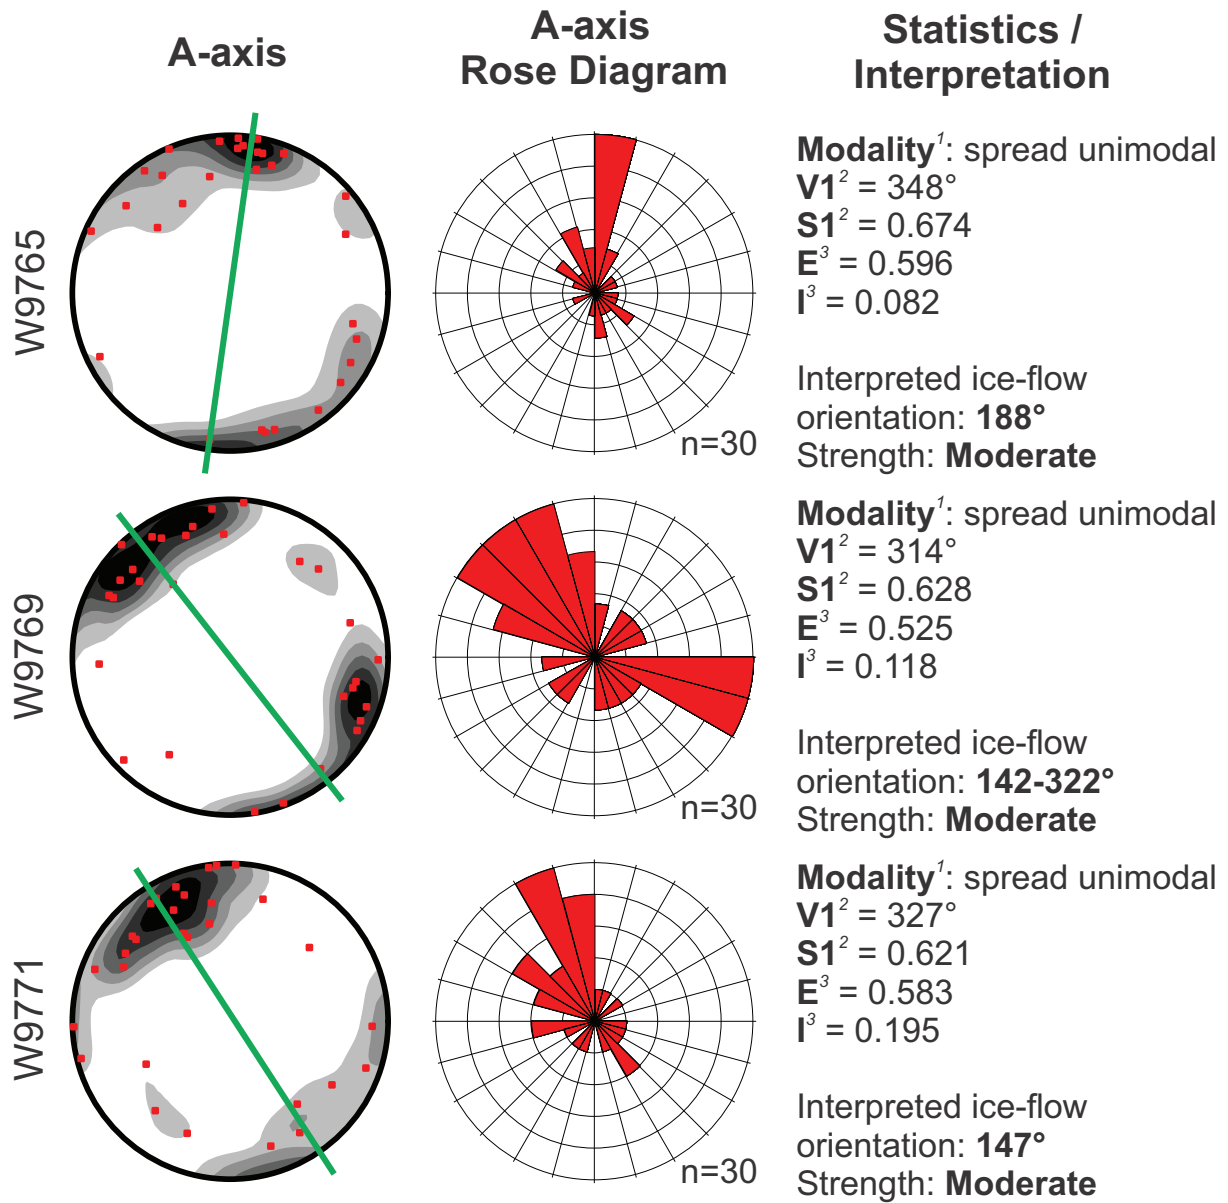 A-axis
A-axis
Rose Diagram
Statistics /
Interpretation
W9765
n=30
Modality¹: spread unimodal
V1² = 348°
S1² = 0.674
E³ = 0.596
I³ = 0.082
Interpreted ice-flow
orientation: 188°
Strength: Moderate
W9769
n=30
Modality¹: spread unimodal
V1² = 314°
S1² = 0.628
E³ = 0.525
I³ = 0.118
Interpreted ice-flow
orientation: 142-322°
Strength: Moderate
W9771
n=30
Modality¹: spread unimodal
V1² = 327°
S1² = 0.621
E³ = 0.583
I³ = 0.195
Interpreted ice-flow
orientation: 147°
Strength: Moderate